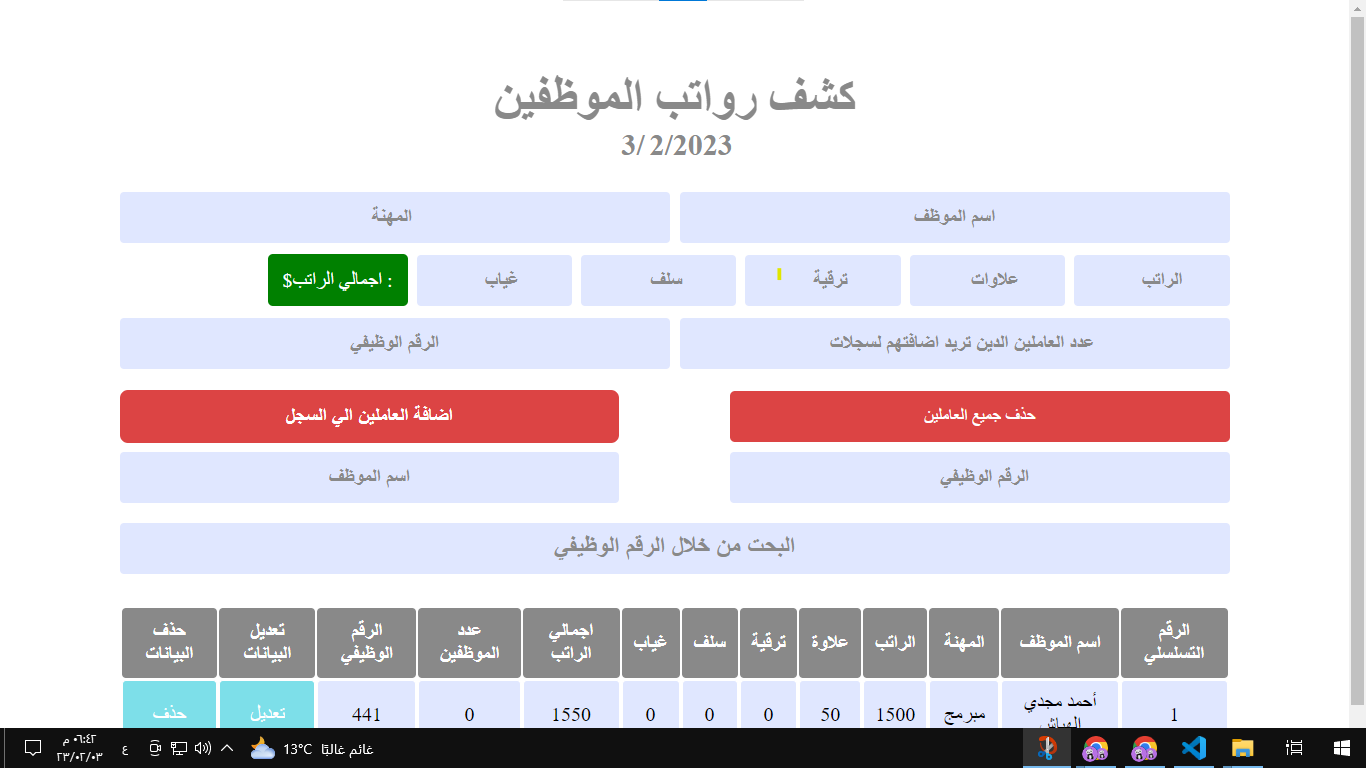 كشف رواتب الموظفين
3/ 2/2023
اسم الموظف
المهنة
الراتب
علاوات
ترقية
سلف
غياب
$اجمالي الراتب :
عدد العاملين الدين تريد اضافتهم لسجلات
الرقم الوظيفي
حذف جميع العاملين
اضافة العاملين الي السجل
الرقم الوظيفي
اسم الموظف
البحت من خلال الرقم الوظيفي
الرقم التسلسلي
اسم الموظف
المهنة
الراتب
علاوة
ترقية
سلف
غياب
اجمالي الراتب
عدد الموظفين
الرقم الوظيفي
تعديل البيانات
حذف البيانات
1
أحمد مجدي
الهباش
مبرمج
1500
50
0
0
0
1550
0
441
تعديل
حذف
13°C غائم غالبًا
ع
٠٦:٤٢ م
٢٣/٠٢/٠٣